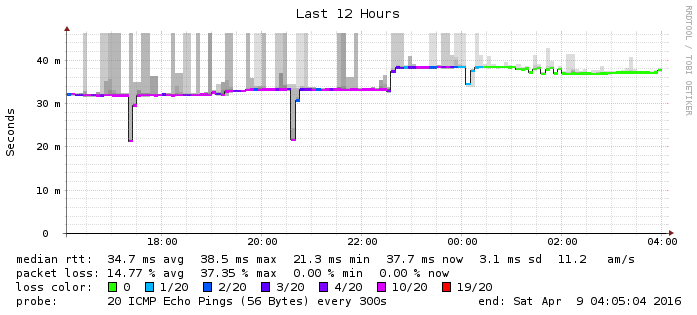 Last 12 Hours
RRDTOOL / TOBI OETIKER
Seconds
40 m
30 m
20 m
10 m
0
18:00 20:00 22:00 00:00 02:00 04:00
median rtt: 34.7 ms avg 38.5 ms max 21.3 ms min 37.7 ms now 3.1 ms sd 11.2 am/s
packet loss: 14.77 % avg 37.35 % max 0.00 % min 0.00 % now
loss color: 0 1/20 2/20 3/20 4/20 10/20 19/20
probe: 20 ICMP Echo Pings (56 Bytes) every 300s end: Sat Apr 9 04:05:04 2016